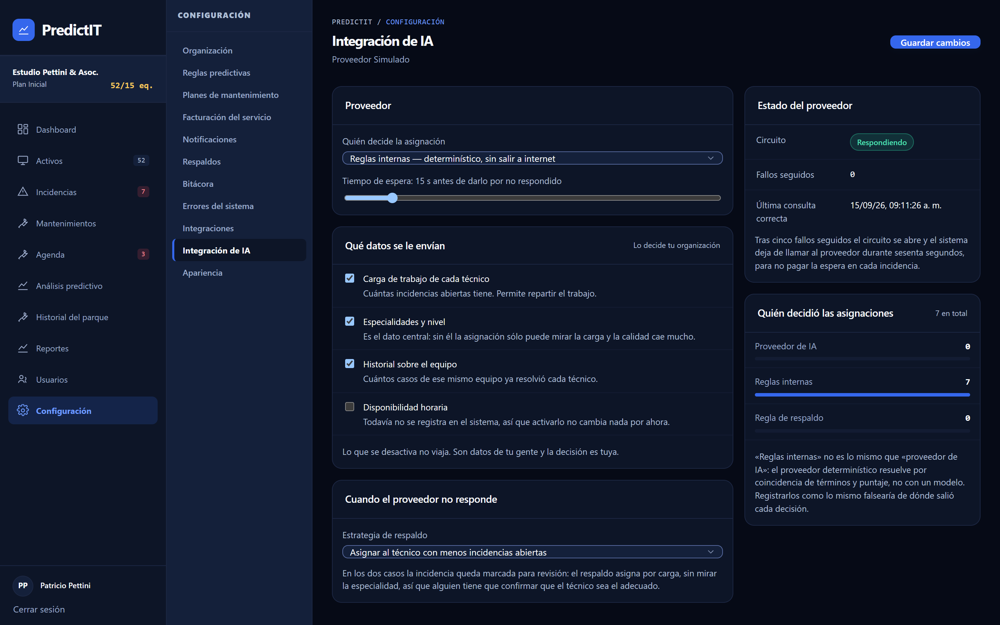 PredictIT
Estudio Pettini & Asoc.
Plan Inicial
52/15 eq.
Dashboard
Activos
52
Incidencias
7
Mantenimientos
Agenda
3
Análisis predictivo
Historial del parque
Reportes
Usuarios
Configuración
PP
Patricio Pettini
Cerrar sesión
CONFIGURACIÓN
Organización
Reglas predictivas
Planes de mantenimiento
Facturación del servicio
Notificaciones
Respaldos
Bitácora
Errores del sistema
Integraciones
Integración de IA
Apariencia
PREDICTIT / CONFIGURACIÓN
Integración de IA
Proveedor Simulado
Guardar cambios
Proveedor
Quién decide la asignación
Reglas internas — determinístico, sin salir a internet
Tiempo de espera: 15 s antes de darlo por no respondido
Qué datos se le envían
Lo decide tu organización
Carga de trabajo de cada técnico
Cuántas incidencias abiertas tiene. Permite repartir el trabajo.
Especialidades y nivel
Es el dato central: sin él la asignación sólo puede mirar la carga y la calidad cae mucho.
Historial sobre el equipo
Cuántos casos de ese mismo equipo ya resolvió cada técnico.
Disponibilidad horaria
Todavía no se registra en el sistema, así que activarlo no cambia nada por ahora.
Lo que se desactiva no viaja. Son datos de tu gente y la decisión es tuya.
Cuando el proveedor no responde
Estrategia de respaldo
Asignar al técnico con menos incidencias abiertas
En los dos casos la incidencia queda marcada para revisión: el respaldo asigna por carga, sin mirar
la especialidad, así que alguien tiene que confirmar que el técnico sea el adecuado.
Estado del proveedor
Circuito
Respondiendo
Fallos seguidos
0
Última consulta
correcta
15/09/26, 09:11:26 a. m.
Tras cinco fallos seguidos el circuito se abre y el sistema
deja de llamar al proveedor durante sesenta segundos,
para no pagar la espera en cada incidencia.
Quién decidió las asignaciones
7 en total
Proveedor de IA
0
Reglas internas
7
Regla de respaldo
0
«Reglas internas» no es lo mismo que «proveedor de
IA»: el proveedor determinístico resuelve por
coincidencia de términos y puntaje, no con un modelo.
Registrarlos como lo mismo falsearía de dónde salió
cada decisión.